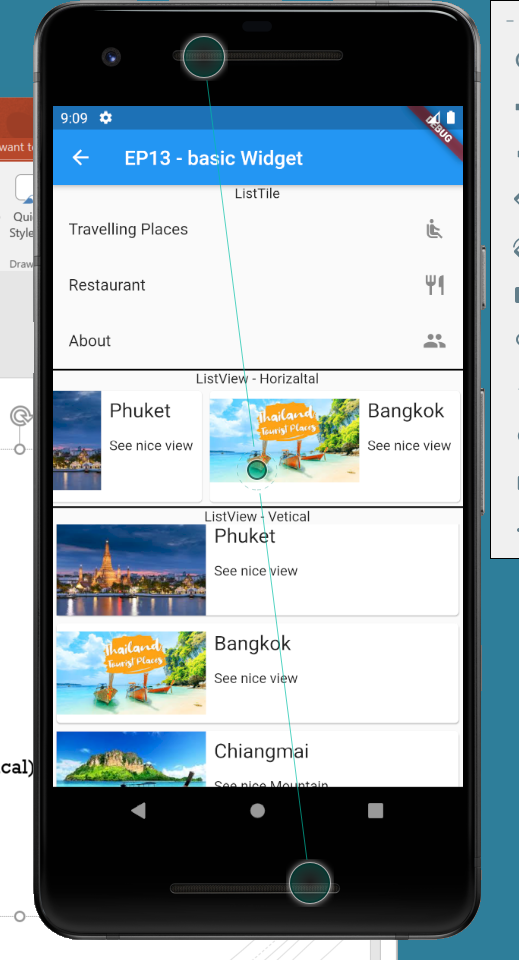 want t
Qui
Style
Draw
cal)
9:09
DEBUG
EP13 - basic Widget
ListTile
Travelling Places
Restaurant
About
ListView - Horizaltal
Phuket
See nice view
Thailand
Tourist Places
Bangkok
See nice view
ListView - Vetical
Phuket
See nice view
Thailand
Tourist Places
Bangkok
See nice view
Chiangmai
See nice Mountain